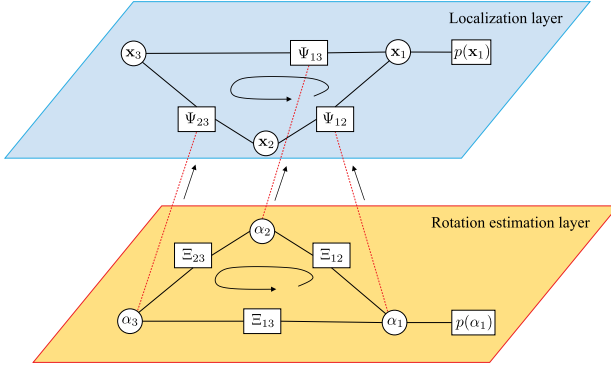 Localization layer
x₃
Ψ₁₃
x₁
p(x₁)
Ψ₂₃
Ψ₁₂
x₂
Rotation estimation layer
α₂
Ξ₂₃
Ξ₁₂
α₃
Ξ₁₃
α₁
p(α₁)